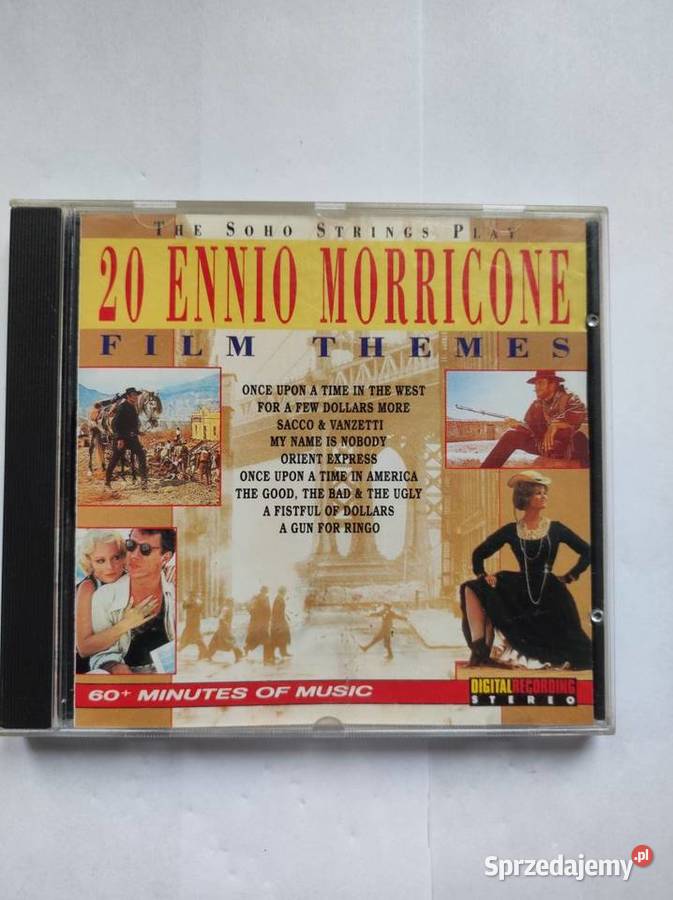 THE SOHO STRINGS PLAY
20 ENNIO MORRICONE
FILM THEMES
ONCE UPON A TIME IN THE WEST
FOR A FEW DOLLARS MORE
SACCO & VANZETTI
MY NAME IS NOBODY
ORIENT EXPRESS
ONCE UPON A TIME IN AMERICA
THE GOOD, THE BAD & THE UGLY
A FISTFUL OF DOLLARS
A GUN FOR RINGO
60+ MINUTES OF MUSIC
DIGITAL RECORDING
STEREO
Sprzedajemy.pl